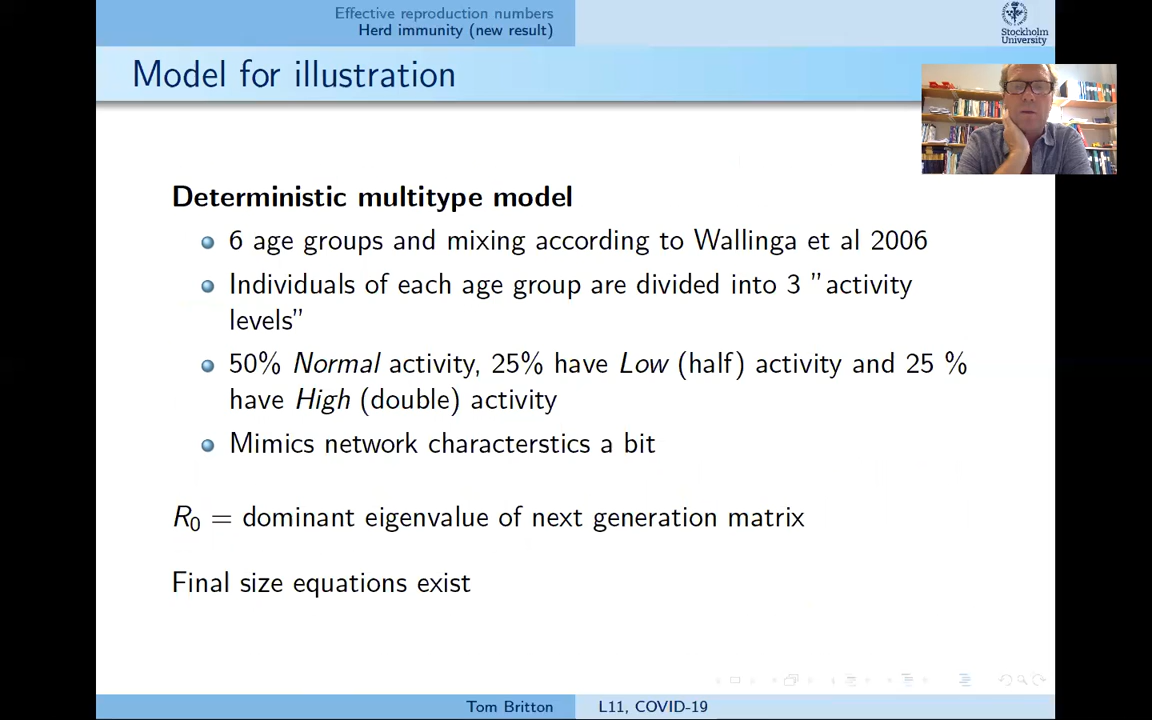 Effective reproduction numbers
Herd immunity (new result)
Stockholm
University
Model for illustration
Deterministic multitype model
6 age groups and mixing according to Wallinga et al 2006
Individuals of each age group are divided into 3 ”activity
levels”
50% Normal activity, 25% have Low (half) activity and 25 %
have High (double) activity
Mimics network characterstics a bit
R₀ = dominant eigenvalue of next generation matrix
Final size equations exist
Tom Britton
L11, COVID-19